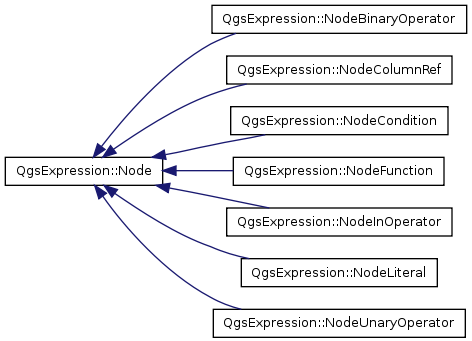 QgsExpression::NodeBinaryOperator
QgsExpression::NodeColumnRef
QgsExpression::NodeCondition
QgsExpression::Node
QgsExpression::NodeFunction
QgsExpression::NodeInOperator
QgsExpression::NodeLiteral
QgsExpression::NodeUnaryOperator